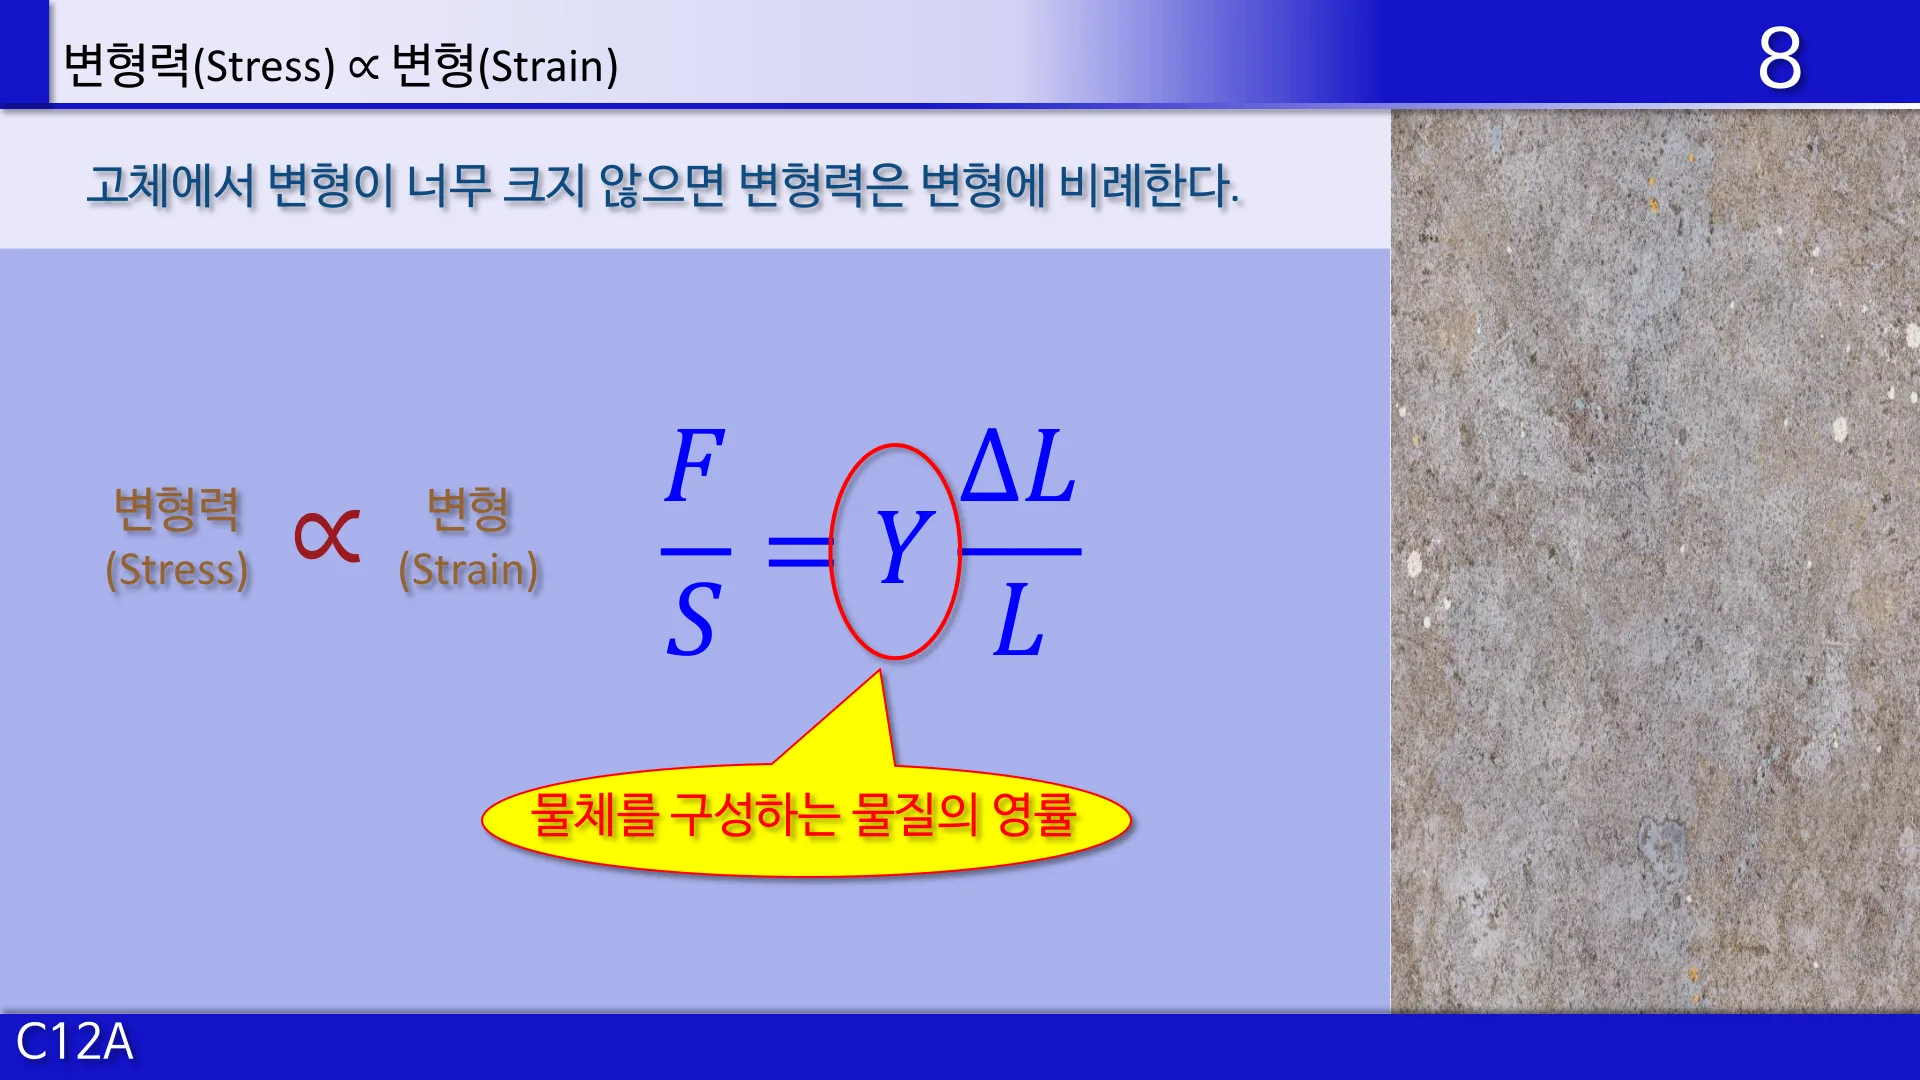 변형력(Stress) ∝ 변형(Strain)
8
고체에서 변형이 너무 크지 않으면 변형력은 변형에 비례한다.
변형력
(Stress)
∝
변형
(Strain)
F/S = Y ΔL/L
물체를 구성하는 물질의 영률
C12A